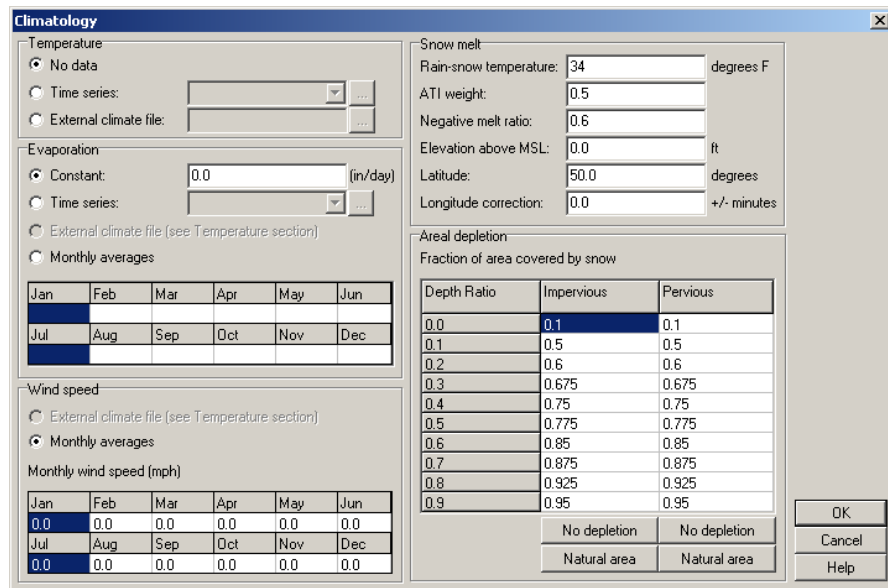 Climatology
Temperature
No data
Time series:
...
External climate file:
...
Evaporation
Constant: 0.0 (in/day)
Time series:
...
External climate file (see Temperature section)
Monthly averages
Jan Feb Mar Apr May Jun
Jul Aug Sep Oct Nov Dec
Wind speed
External climate file (see Temperature section)
Monthly averages
Monthly wind speed (mph)
Jan Feb Mar Apr May Jun
0.0 0.0 0.0 0.0 0.0 0.0
Jul Aug Sep Oct Nov Dec
0.0 0.0 0.0 0.0 0.0 0.0
Snow melt
Rain-snow temperature: 34 degrees F
ATI weight: 0.5
Negative melt ratio: 0.6
Elevation above MSL: 0.0 ft
Latitude: 50.0 degrees
Longitude correction: 0.0 +/- minutes
Areal depletion
Fraction of area covered by snow
Depth Ratio Impervious Pervious
0.0 0.1 0.1
0.1 0.5 0.5
0.2 0.6 0.6
0.3 0.675 0.675
0.4 0.75 0.75
0.5 0.775 0.775
0.6 0.85 0.85
0.7 0.875 0.875
0.8 0.925 0.925
0.9 0.95 0.95
No depletion No depletion
Natural area Natural area
OK
Cancel
Help